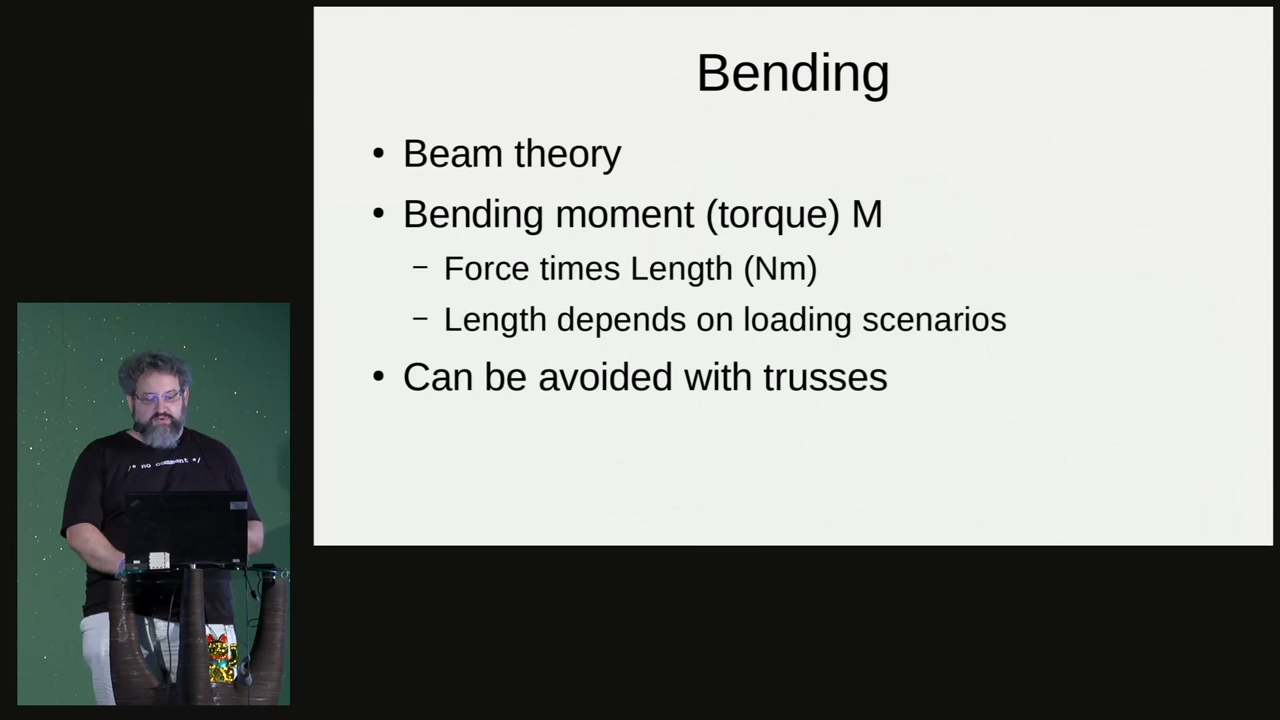 Bending
• Beam theory
• Bending moment (torque) M
– Force times Length (Nm)
– Length depends on loading scenarios
• Can be avoided with trusses
/* no comment */